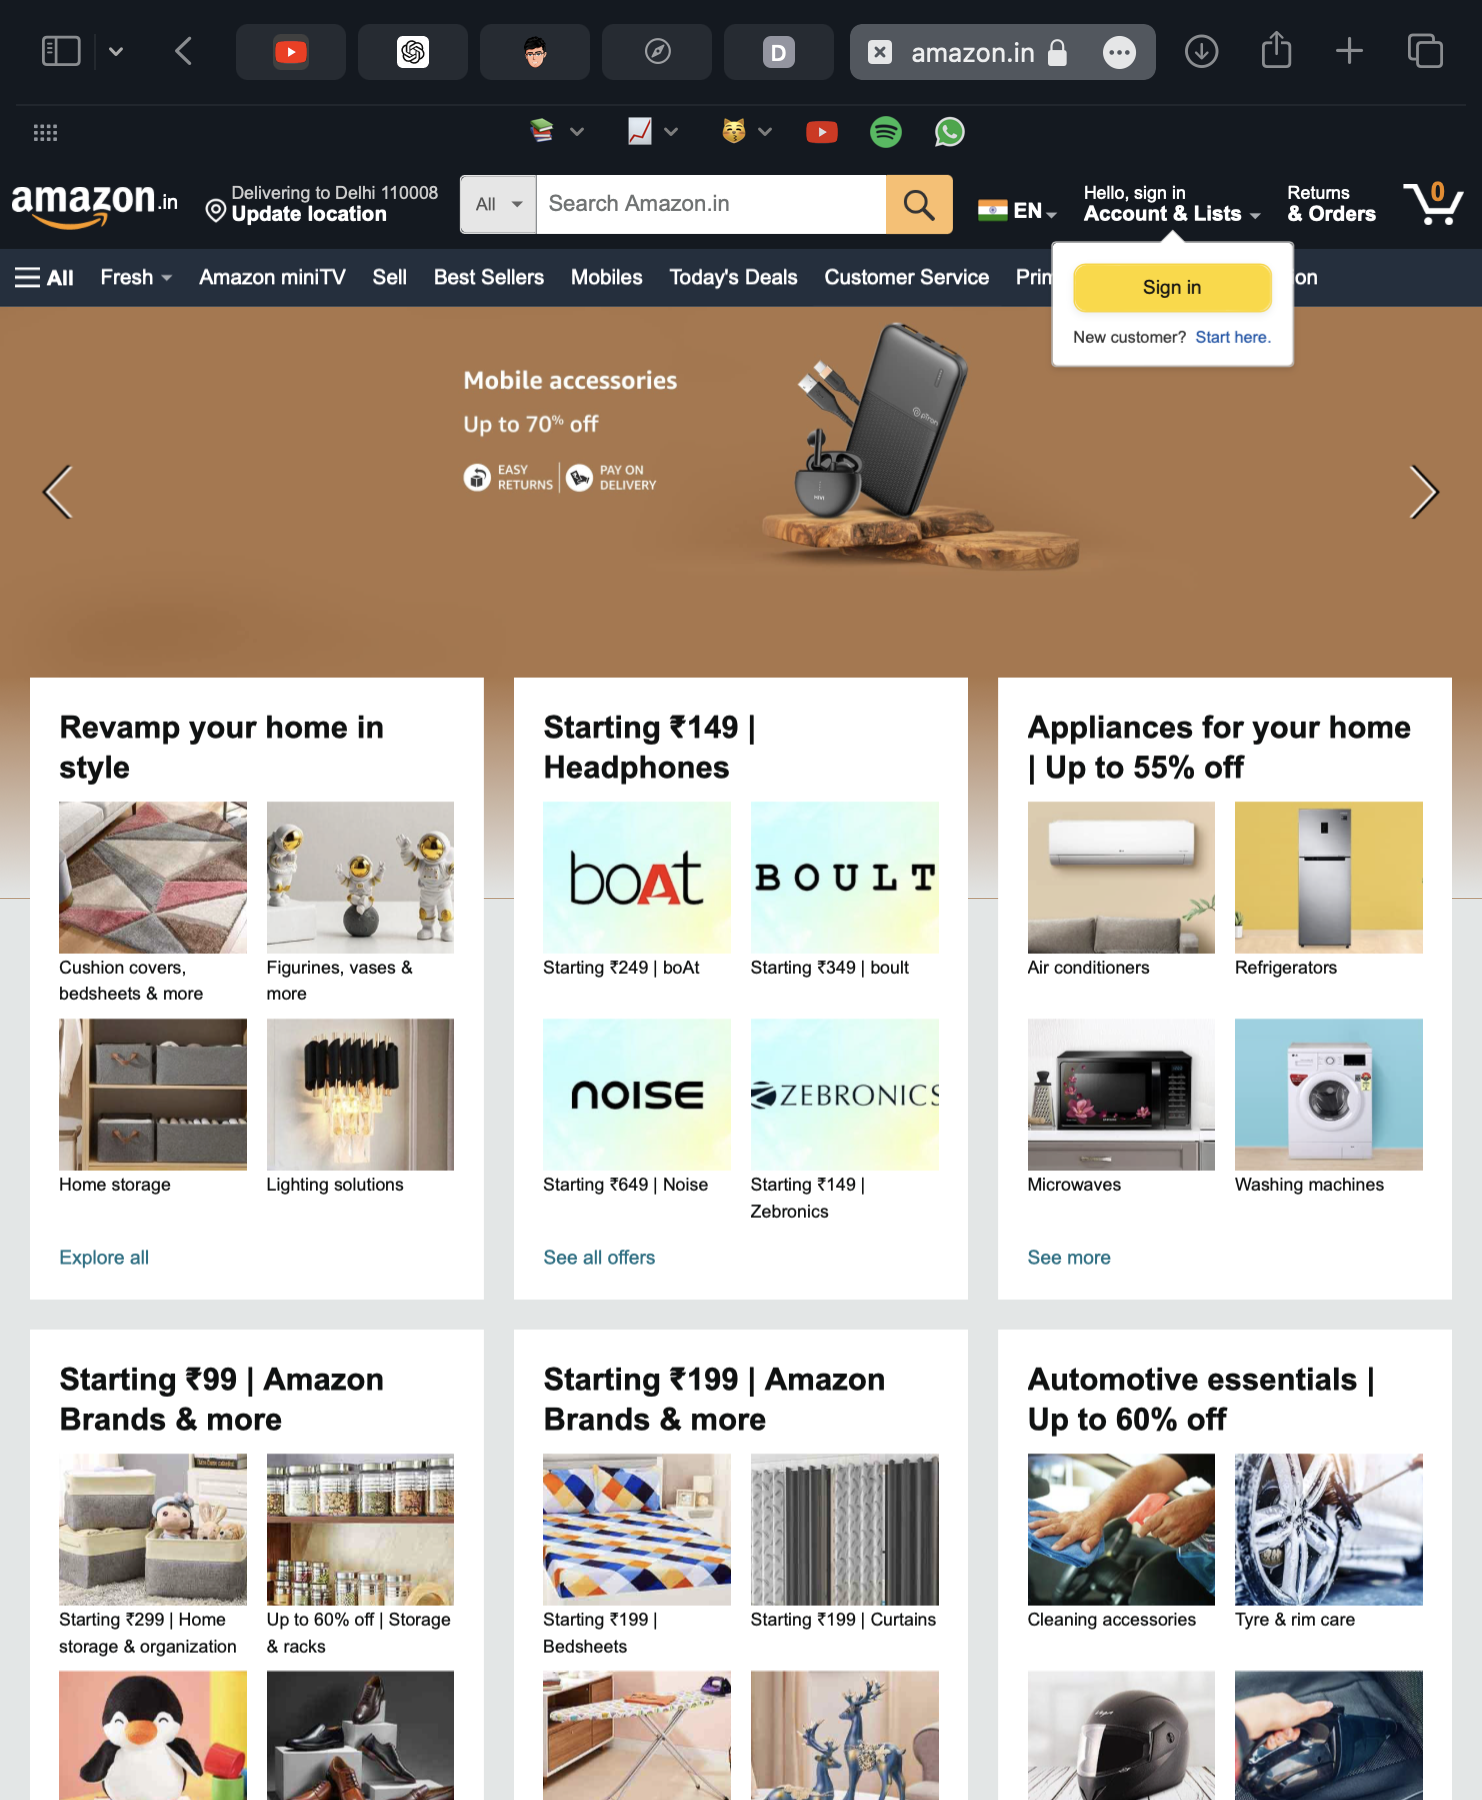 D
amazon.in
amazon.in
Delivering to Delhi 110008
Update location
All
Search Amazon.in
EN
Hello, sign in
Account & Lists
Returns
& Orders
0
All
Fresh
Amazon miniTV
Sell
Best Sellers
Mobiles
Today's Deals
Customer Service
Prim
on
Sign in
New customer? Start here.
Mobile accessories
Up to 70% off
EASY
RETURNS
PAY ON
DELIVERY
pTron
mivi
Revamp your home in
style
Cushion covers,
bedsheets & more
Figurines, vases &
more
Home storage
Lighting solutions
Explore all
Starting ₹149 |
Headphones
boAt
BOULT
Starting ₹249 | boAt
Starting ₹349 | boult
NOISE
ZEBRONICS
Starting ₹649 | Noise
Starting ₹149 |
Zebronics
See all offers
Appliances for your home
| Up to 55% off
Air conditioners
Refrigerators
Microwaves
Washing machines
See more
Starting ₹99 | Amazon
Brands & more
Starting ₹299 | Home
storage & organization
Up to 60% off | Storage
& racks
Starting ₹199 | Amazon
Brands & more
Starting ₹199 |
Bedsheets
Starting ₹199 | Curtains
Automotive essentials |
Up to 60% off
Cleaning accessories
Tyre & rim care